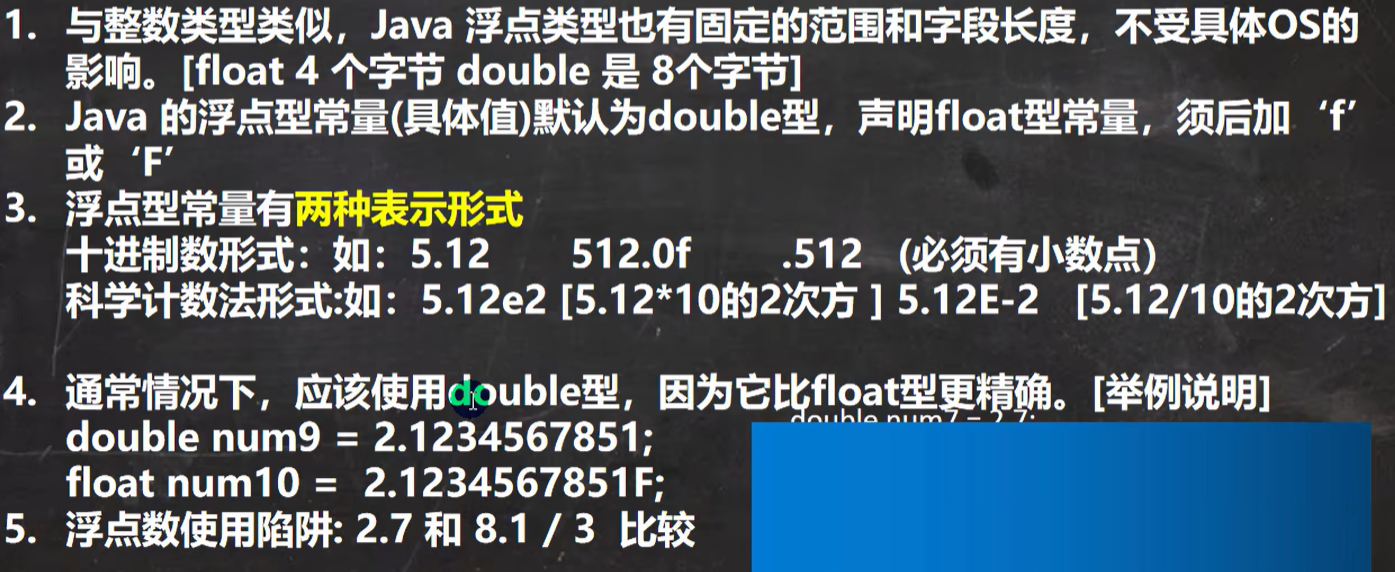 1. 与整数类型类似，Java 浮点类型也有固定的范围和字段长度，不受具体OS的
影响。[float 4 个字节 double 是 8个字节]
2. Java 的浮点型常量(具体值)默认为double型，声明float型常量，须后加‘f’
或‘F’
3. 浮点型常量有两种表示形式
十进制数形式：如：5.12 512.0f .512 (必须有小数点）
科学计数法形式:如：5.12e2 [5.12*10的2次方 ] 5.12E-2 [5.12/10的2次方]
4. 通常情况下，应该使用double型，因为它比float型更精确。[举例说明]
double num7 = 2.7;
double num9 = 2.1234567851;
float num10 = 2.1234567851F;
5. 浮点数使用陷阱: 2.7 和 8.1 / 3 比较